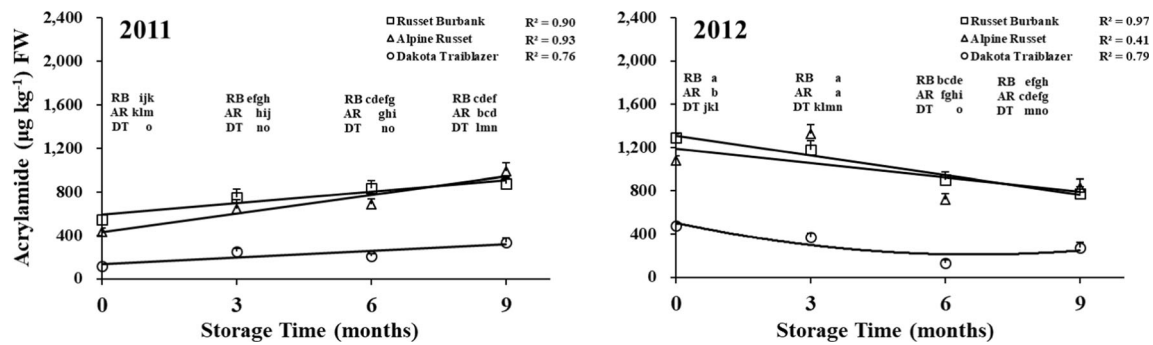 2011
Russet Burbank R² = 0.90
Alpine Russet R² = 0.93
Dakota Traiblazer R² = 0.76
2,400
2,000
1,600
1,200
800
400
0
Acrylamide (µg kg⁻¹) FW
RB ijk
AR klm
DT o
RB efgh
AR hij
DT no
RB cdefg
AR ghi
DT no
RB cdef
AR bcd
DT lmn
0 3 6 9
Storage Time (months)
2012
Russet Burbank R² = 0.97
Alpine Russet R² = 0.41
Dakota Traiblazer R² = 0.79
2,400
2,000
1,600
1,200
800
400
0
RB a
AR b
DT jkl
RB a
AR a
DT klmn
RB bcde
AR fghi
DT o
RB efgh
AR cdefg
DT mno
0 3 6 9
Storage Time (months)